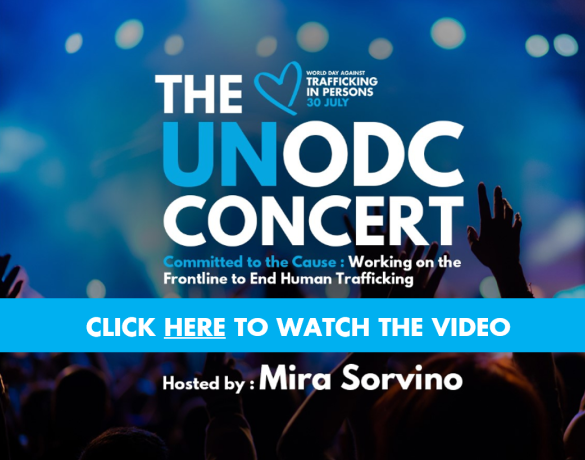 THE
WORLD DAY AGAINST
TRAFFICKING
IN PERSONS
30 JULY
UNODC
CONCERT
Committed to the Cause : Working on the
Frontline to End Human Trafficking
CLICK HERE TO WATCH THE VIDEO
Hosted by : Mira Sorvino